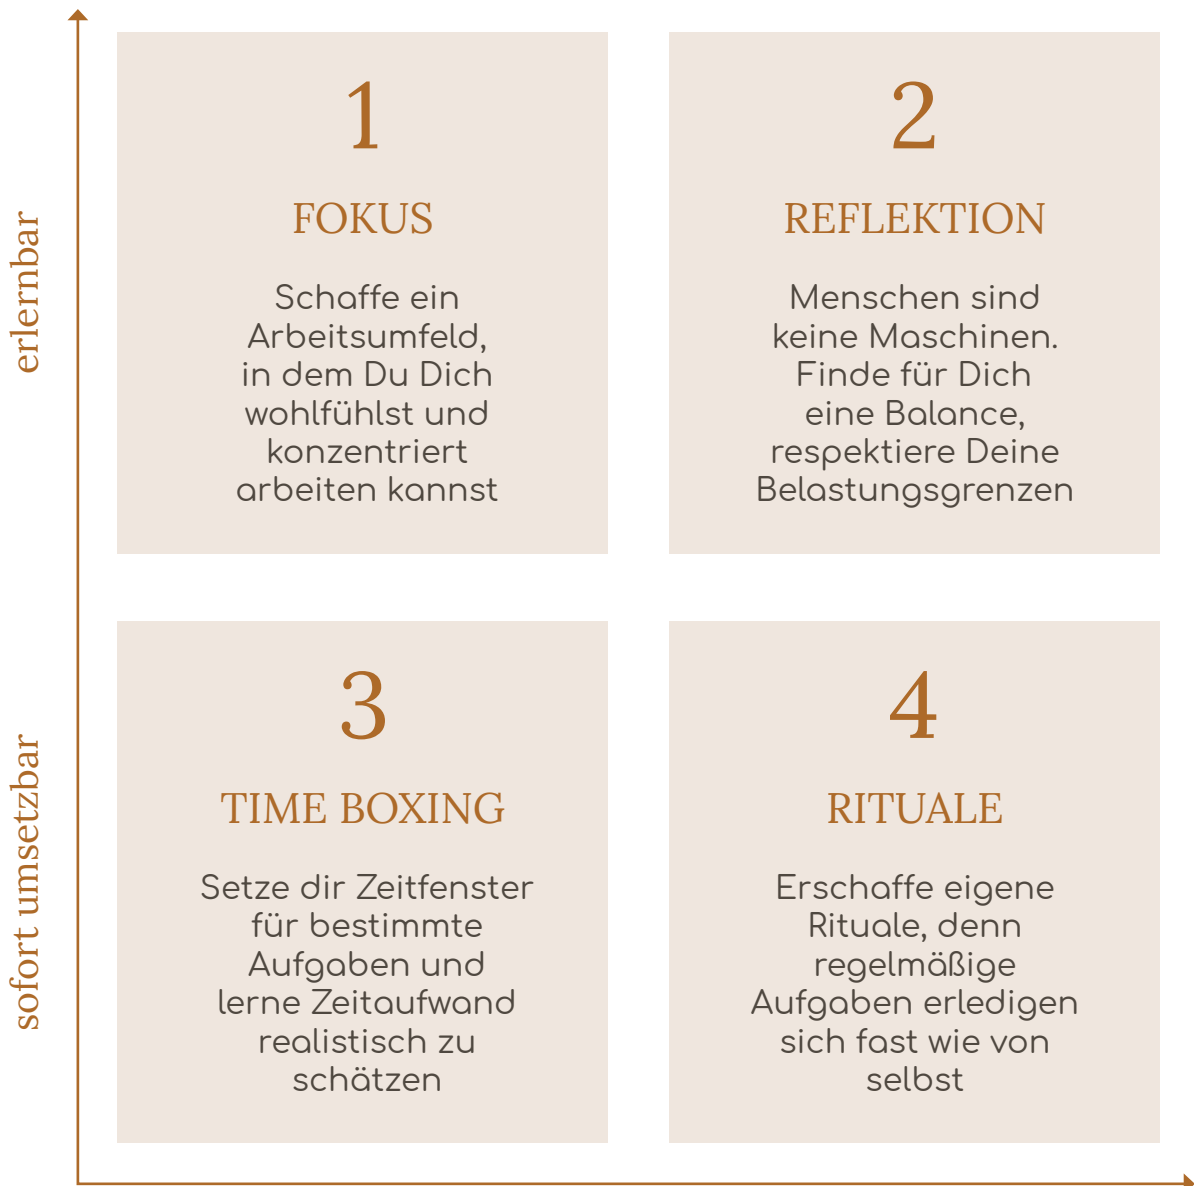 erlernbar
1
FOKUS
Schaffe ein
Arbeitsumfeld,
in dem Du Dich
wohlfühlst und
konzentriert
arbeiten kannst
2
REFLEKTION
Menschen sind
keine Maschinen.
Finde für Dich
eine Balance,
respektiere Deine
Belastungsgrenzen
sofort umsetzbar
3
TIME BOXING
Setze dir Zeitfenster
für bestimmte
Aufgaben und
lerne Zeitaufwand
realistisch zu
schätzen
4
RITUALE
Erschaffe eigene
Rituale, denn
regelmäßige
Aufgaben erledigen
sich fast wie von
selbst